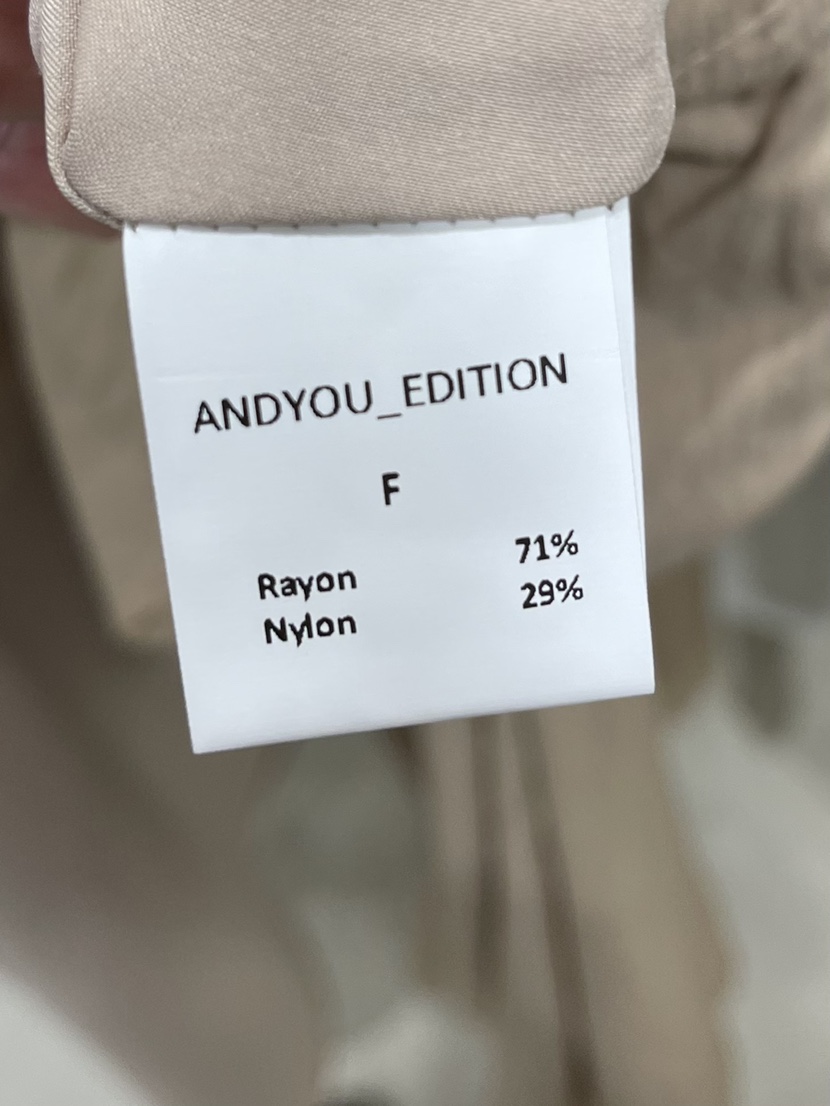 ANDYOU_EDITION
F
Rayon 71%
Nylon 29%